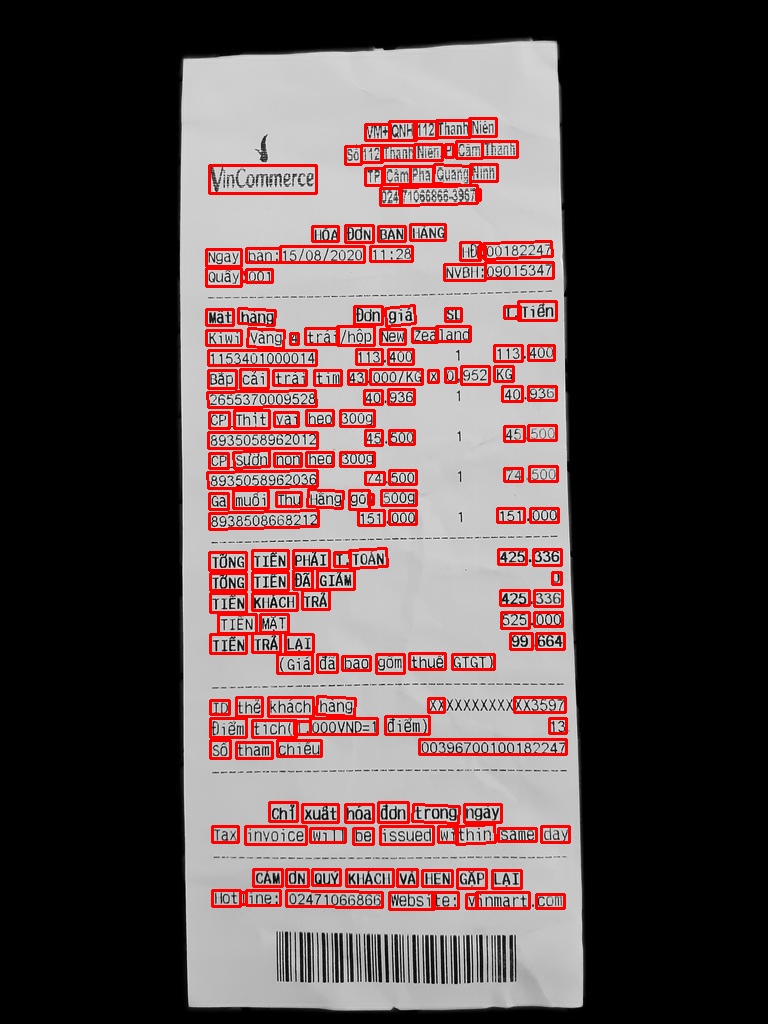 VM+ QNH 112 Thanh Niên
Số 112 Thanh Niên P Cẩm Thành
VinCommerce
TP Cẩm Phả Quảng Ninh
02471066866-3967
HÓA ĐƠN BÁN HÀNG
Ngày bán:15/08/2020 11:28 HĐ:00182247
Quầy 001 NVBH:09015347
Mặt hàng Đơn giá SL T.Tiền
Kiwi Vàng 4 trái/hộp New Zealand
1153401000014 113.400 1 113.400
Bắp cải trái tim 43.000/KG x 0.952 KG
2655370009528 40.936 1 40.936
CP Thịt vai heo 300g
8935058962012 45.500 1 45.500
CP Sườn non heo 300g
8935058962036 74.500 1 74.500
Gà muối Thu Hằng gói 500g
8938508668212 151.000 1 151.000
TỔNG TIỀN PHẢI T.TOÁN 425.336
TỔNG TIỀN ĐÃ GIẢM 0
TIỀN KHÁCH TRẢ 425.336
TIỀN MẶT 525.000
TIỀN TRẢ LẠI 99.664
(Giá đã bao gồm thuế GTGT)
ID thẻ khách hàng XXXXXXXXXXXX3597
Điểm tích( .000VND=1 điểm) 13
Số tham chiếu 00396700100182247
Chỉ xuất hóa đơn trong ngày
Tax invoice will be issued within same day
CẢM ƠN QUÝ KHÁCH VÀ HẸN GẶP LẠI
Hotline: 02471066866 Website: vinmart.com